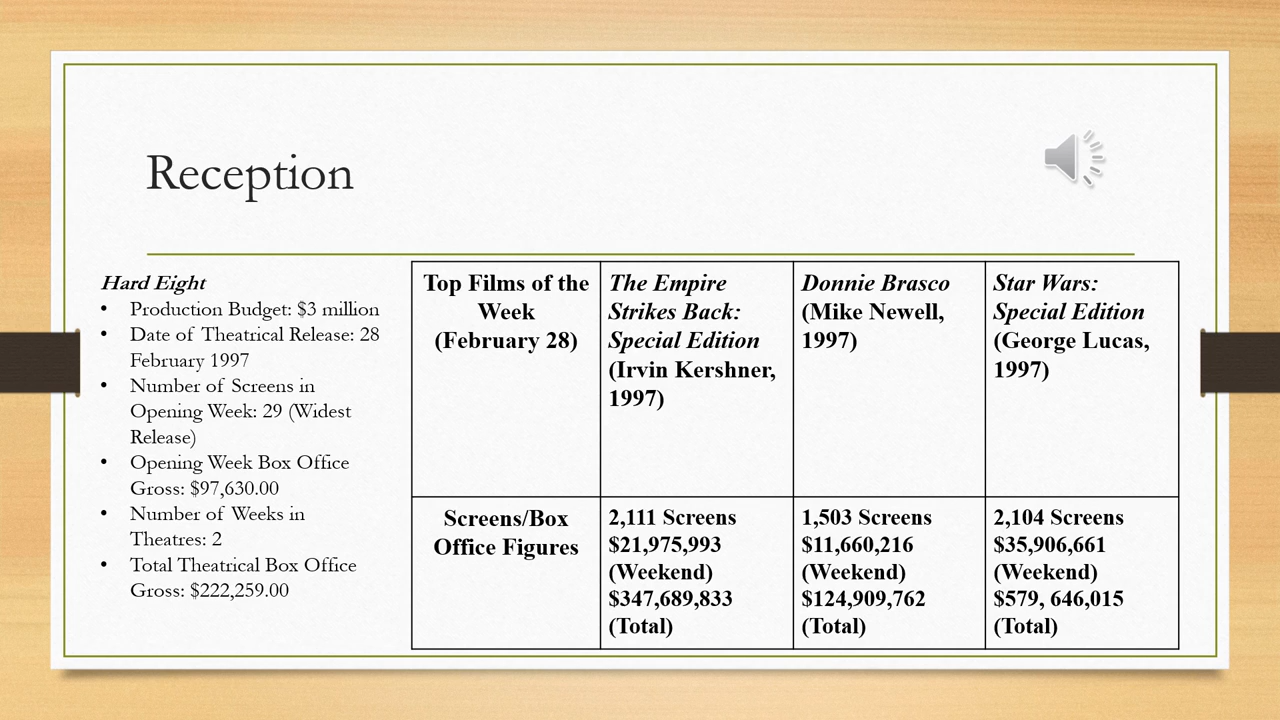 Reception
Hard Eight
• Production Budget: $3 million
• Date of Theatrical Release: 28
February 1997
• Number of Screens in
Opening Week: 29 (Widest
Release)
• Opening Week Box Office
Gross: $97,630.00
• Number of Weeks in
Theatres: 2
• Total Theatrical Box Office
Gross: $222,259.00
Top Films of the
Week
(February 28)
The Empire
Strikes Back:
Special Edition
(Irvin Kershner,
1997)
Donnie Brasco
(Mike Newell,
1997)
Star Wars:
Special Edition
(George Lucas,
1997)
Screens/Box
Office Figures
2,111 Screens
$21,975,993
(Weekend)
$347,689,833
(Total)
1,503 Screens
$11,660,216
(Weekend)
$124,909,762
(Total)
2,104 Screens
$35,906,661
(Weekend)
$579, 646,015
(Total)